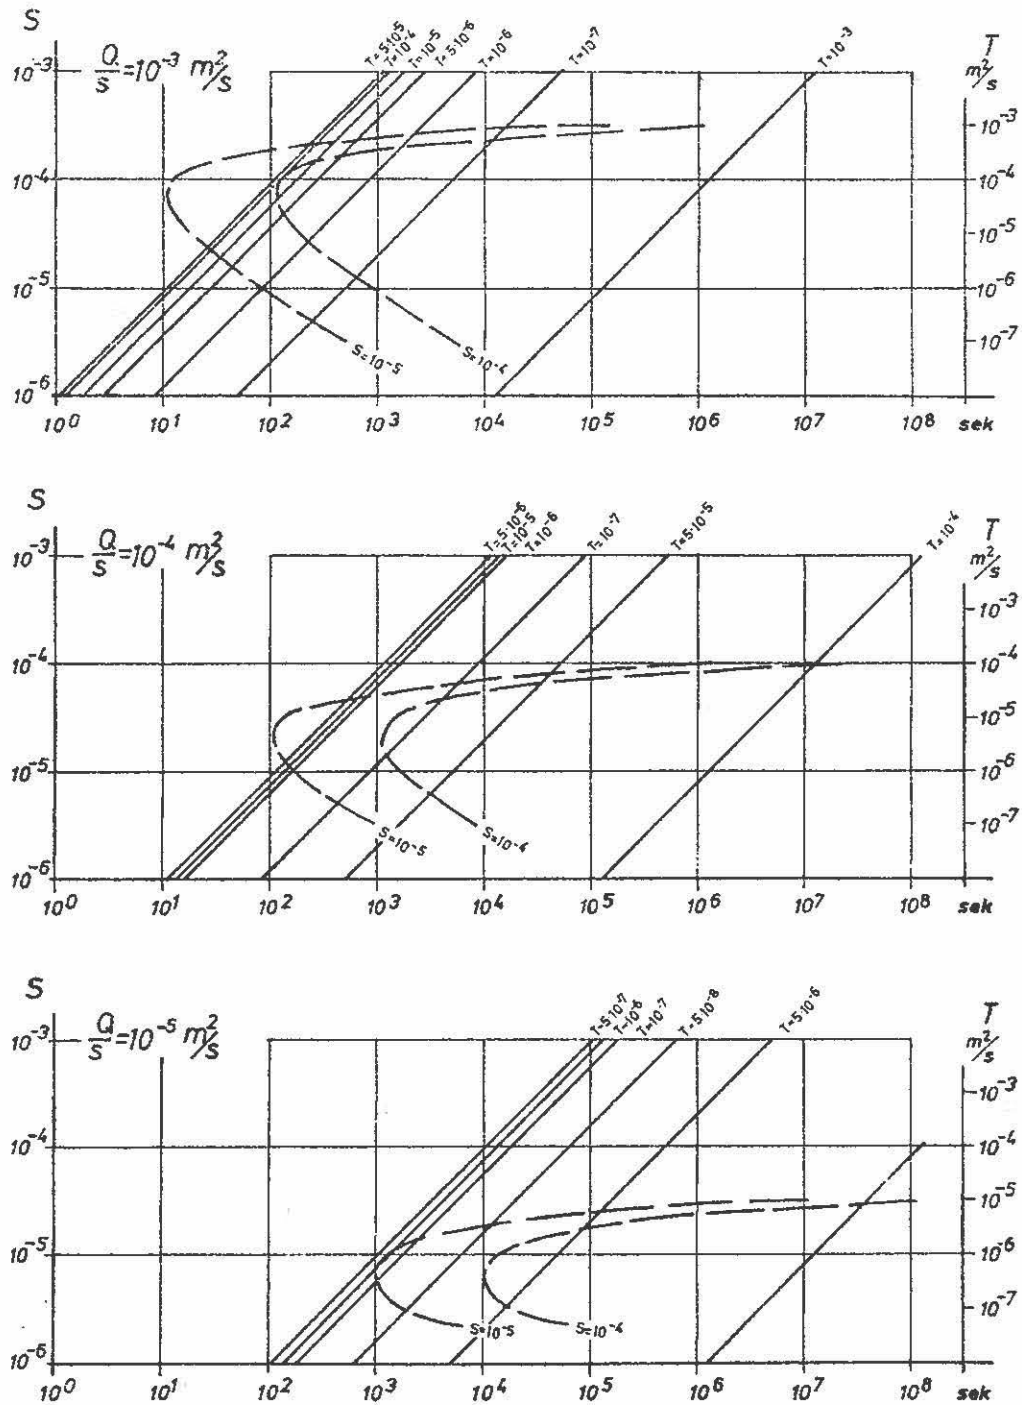 S
Q/s = 10⁻³ m²/s
T=5·10⁻⁵
T=10⁻⁴
T=10⁻⁵
T=5·10⁻⁶
T=10⁻⁶
T=10⁻⁷
T=10⁻³
T
m²/s
10⁻³
10⁻⁴
10⁻⁵
10⁻⁶
10⁻³
10⁻⁴
10⁻⁵
10⁻⁶
10⁻⁷
S=10⁻⁵
S=10⁻⁴
10⁰ 10¹ 10² 10³ 10⁴ 10⁵ 10⁶ 10⁷ 10⁸ sek
S
Q/s = 10⁻⁴ m²/s
T=5·10⁻⁶
T=10⁻⁵
T=10⁻⁶
T=10⁻⁷
T=5·10⁻⁵
T=10⁻⁴
T
m²/s
10⁻³
10⁻⁴
10⁻⁵
10⁻⁶
10⁻³
10⁻⁴
10⁻⁵
10⁻⁶
10⁻⁷
S=10⁻⁵
S=10⁻⁴
10⁰ 10¹ 10² 10³ 10⁴ 10⁵ 10⁶ 10⁷ 10⁸ sek
S
Q/s = 10⁻⁵ m²/s
T=5·10⁻⁷
T=10⁻⁶
T=10⁻⁷
T=5·10⁻⁸
T=5·10⁻⁶
T
m²/s
10⁻³
10⁻⁴
10⁻⁵
10⁻⁶
10⁻³
10⁻⁴
10⁻⁵
10⁻⁶
10⁻⁷
S=10⁻⁵
S=10⁻⁴
10⁰ 10¹ 10² 10³ 10⁴ 10⁵ 10⁶ 10⁷ 10⁸ sek